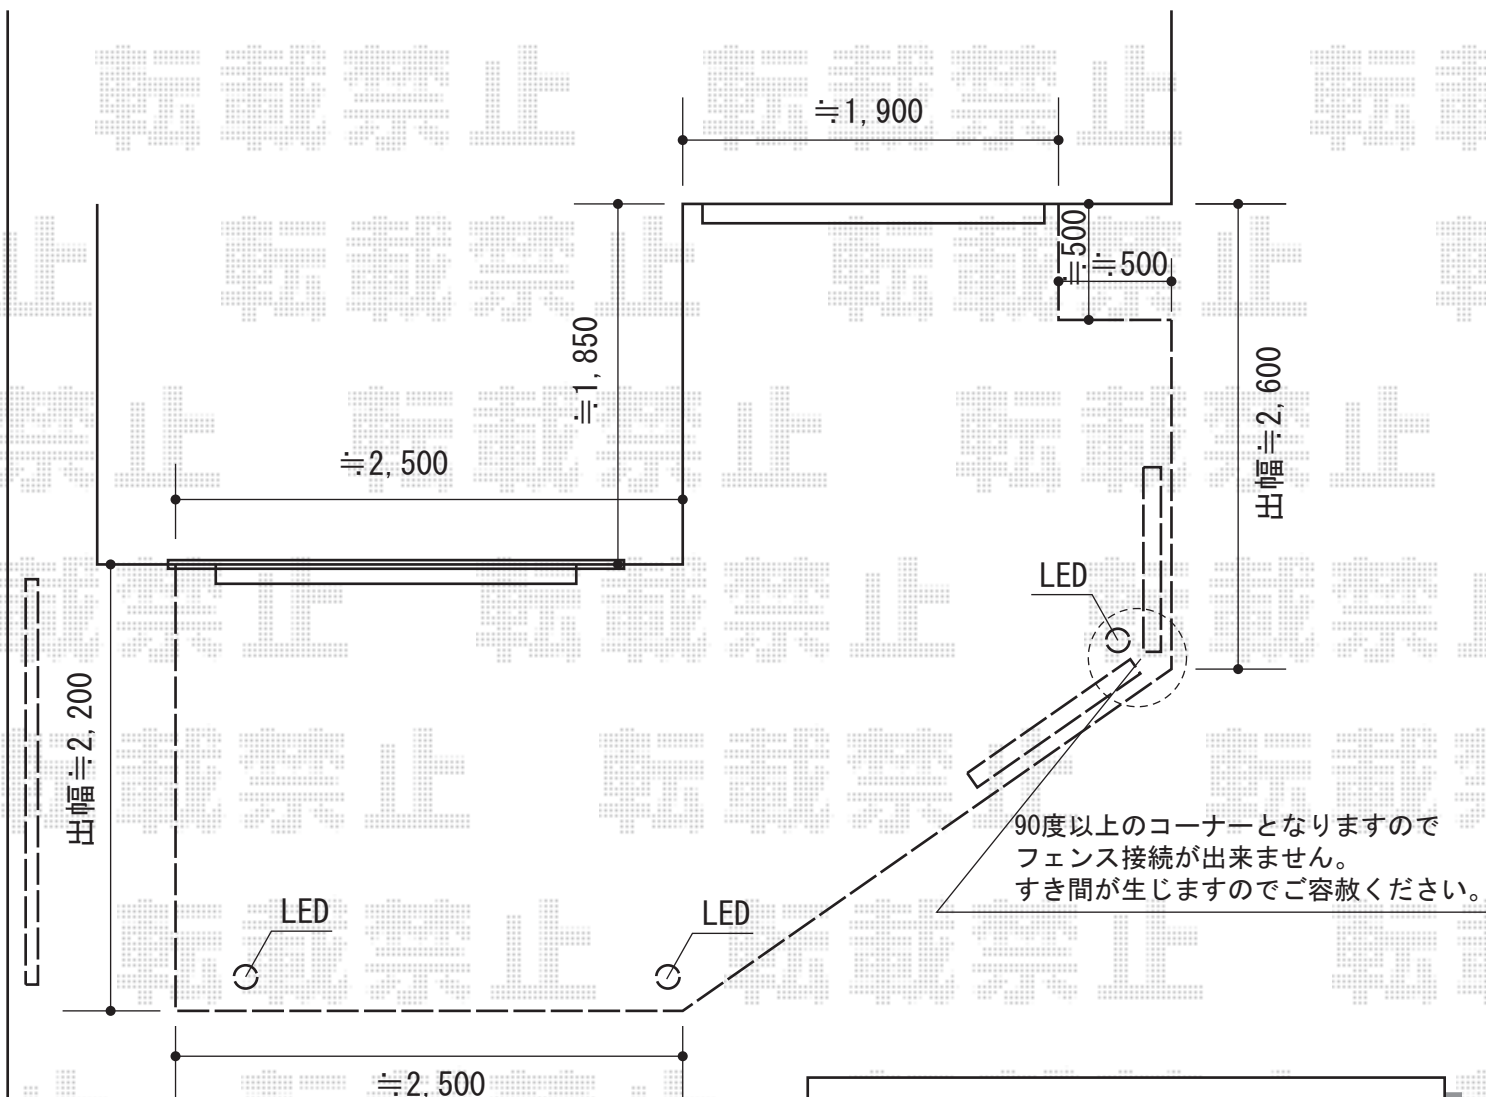 ≒1,900
≒500
≒500
≒1,850
出幅≒2,600
≒2,500
LED
出幅≒2,200
90度以上のコーナーとなりますので
フェンス接続が出来ません。
すき間が生じますのでご容赦ください。
LED
LED
≒2,500
転載禁止